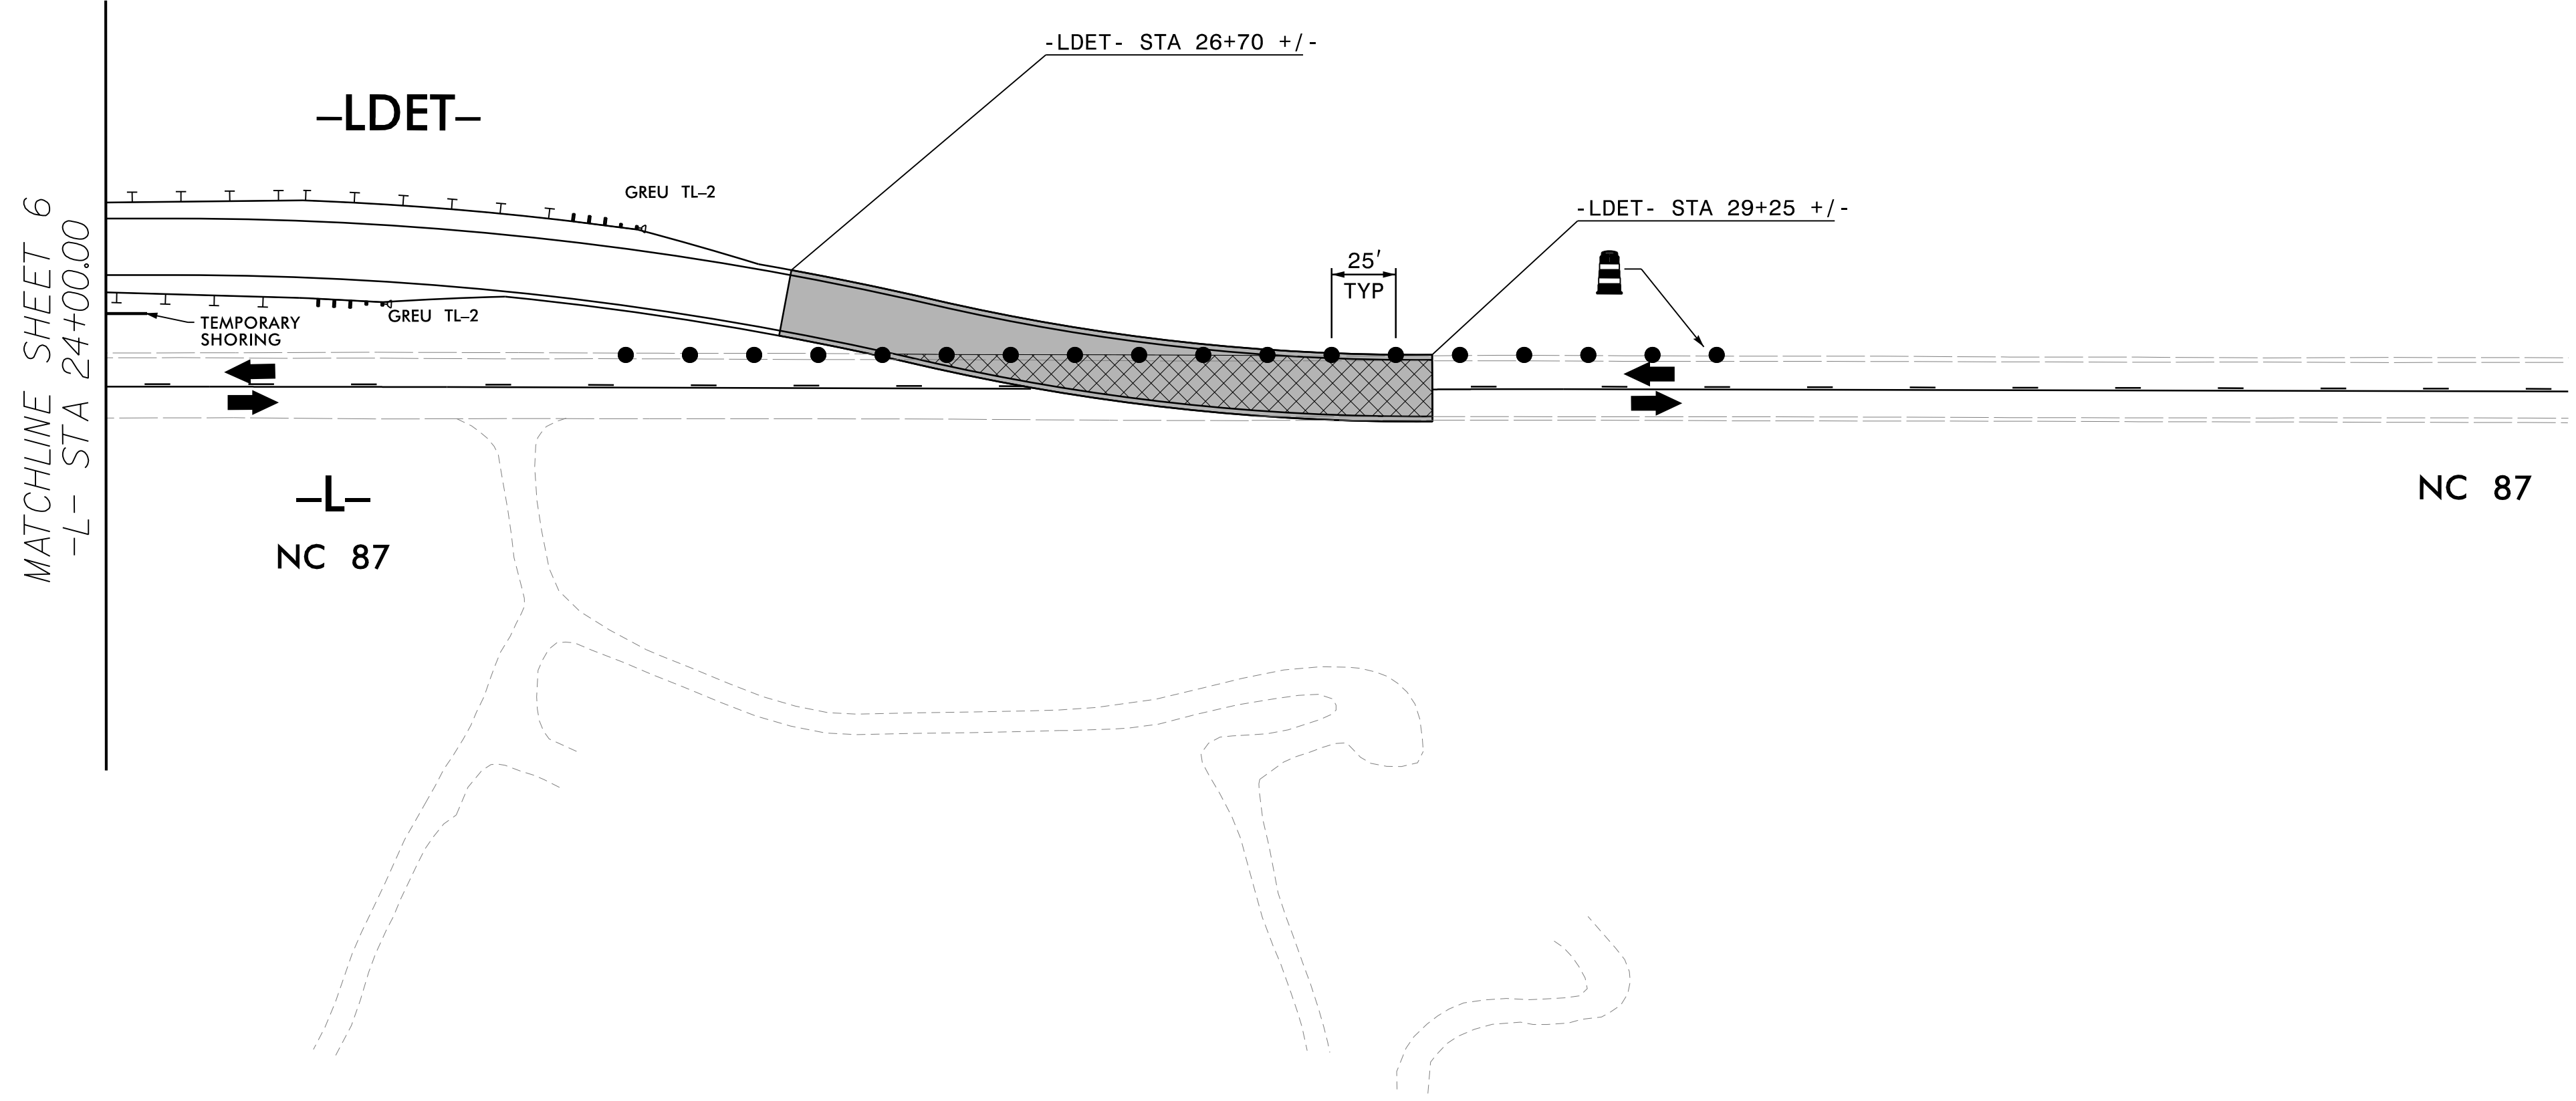 -LDET- STA 26+70 +/-
–LDET–
GREU TL–2
-LDET- STA 29+25 +/-
25'
TYP
GREU TL–2
TEMPORARY
SHORING
MATCHLINE SHEET 6
-L- STA 24+00.00
–L–
NC 87
NC 87